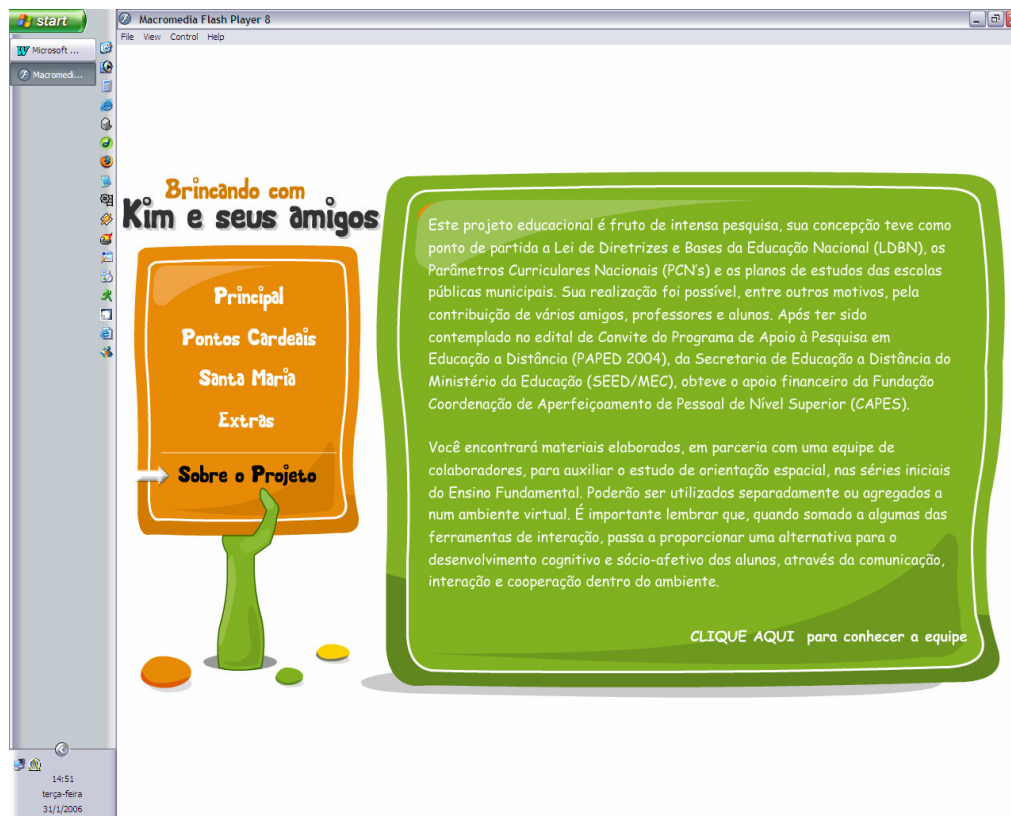 start
Macromedia Flash Player 8
File View Control Help
Microsoft ...
Macromedi...
Brincando com
Kim e seus amigos
Principal
Pontos Cardeais
Santa Maria
Extras
Sobre o Projeto
Este projeto educacional é fruto de intensa pesquisa, sua concepção teve como
ponto de partida a Lei de Diretrizes e Bases da Educação Nacional (LDBN), os
Parâmetros Curriculares Nacionais (PCN's) e os planos de estudos das escolas
públicas municipais. Sua realização foi possível, entre outros motivos, pela
contribuição de vários amigos, professores e alunos. Após ter sido
contemplado no edital de Convite do Programa de Apoio à Pesquisa em
Educação a Distância (PAPED 2004), da Secretaria de Educação a Distância do
Ministério da Educação (SEED/MEC), obteve o apoio financeiro da Fundação
Coordenação de Aperfeiçoamento de Pessoal de Nível Superior (CAPES).
Você encontrará materiais elaborados, em parceria com uma equipe de
colaboradores, para auxiliar o estudo de orientação espacial, nas séries iniciais
do Ensino Fundamental. Poderão ser utilizados separadamente ou agregados a
num ambiente virtual. É importante lembrar que, quando somado a algumas das
ferramentas de interação, passa a proporcionar uma alternativa para o
desenvolvimento cognitivo e sócio-afetivo dos alunos, através da comunicação,
interação e cooperação dentro do ambiente.
CLIQUE AQUI para conhecer a equipe
14:51
terça-feira
31/1/2006